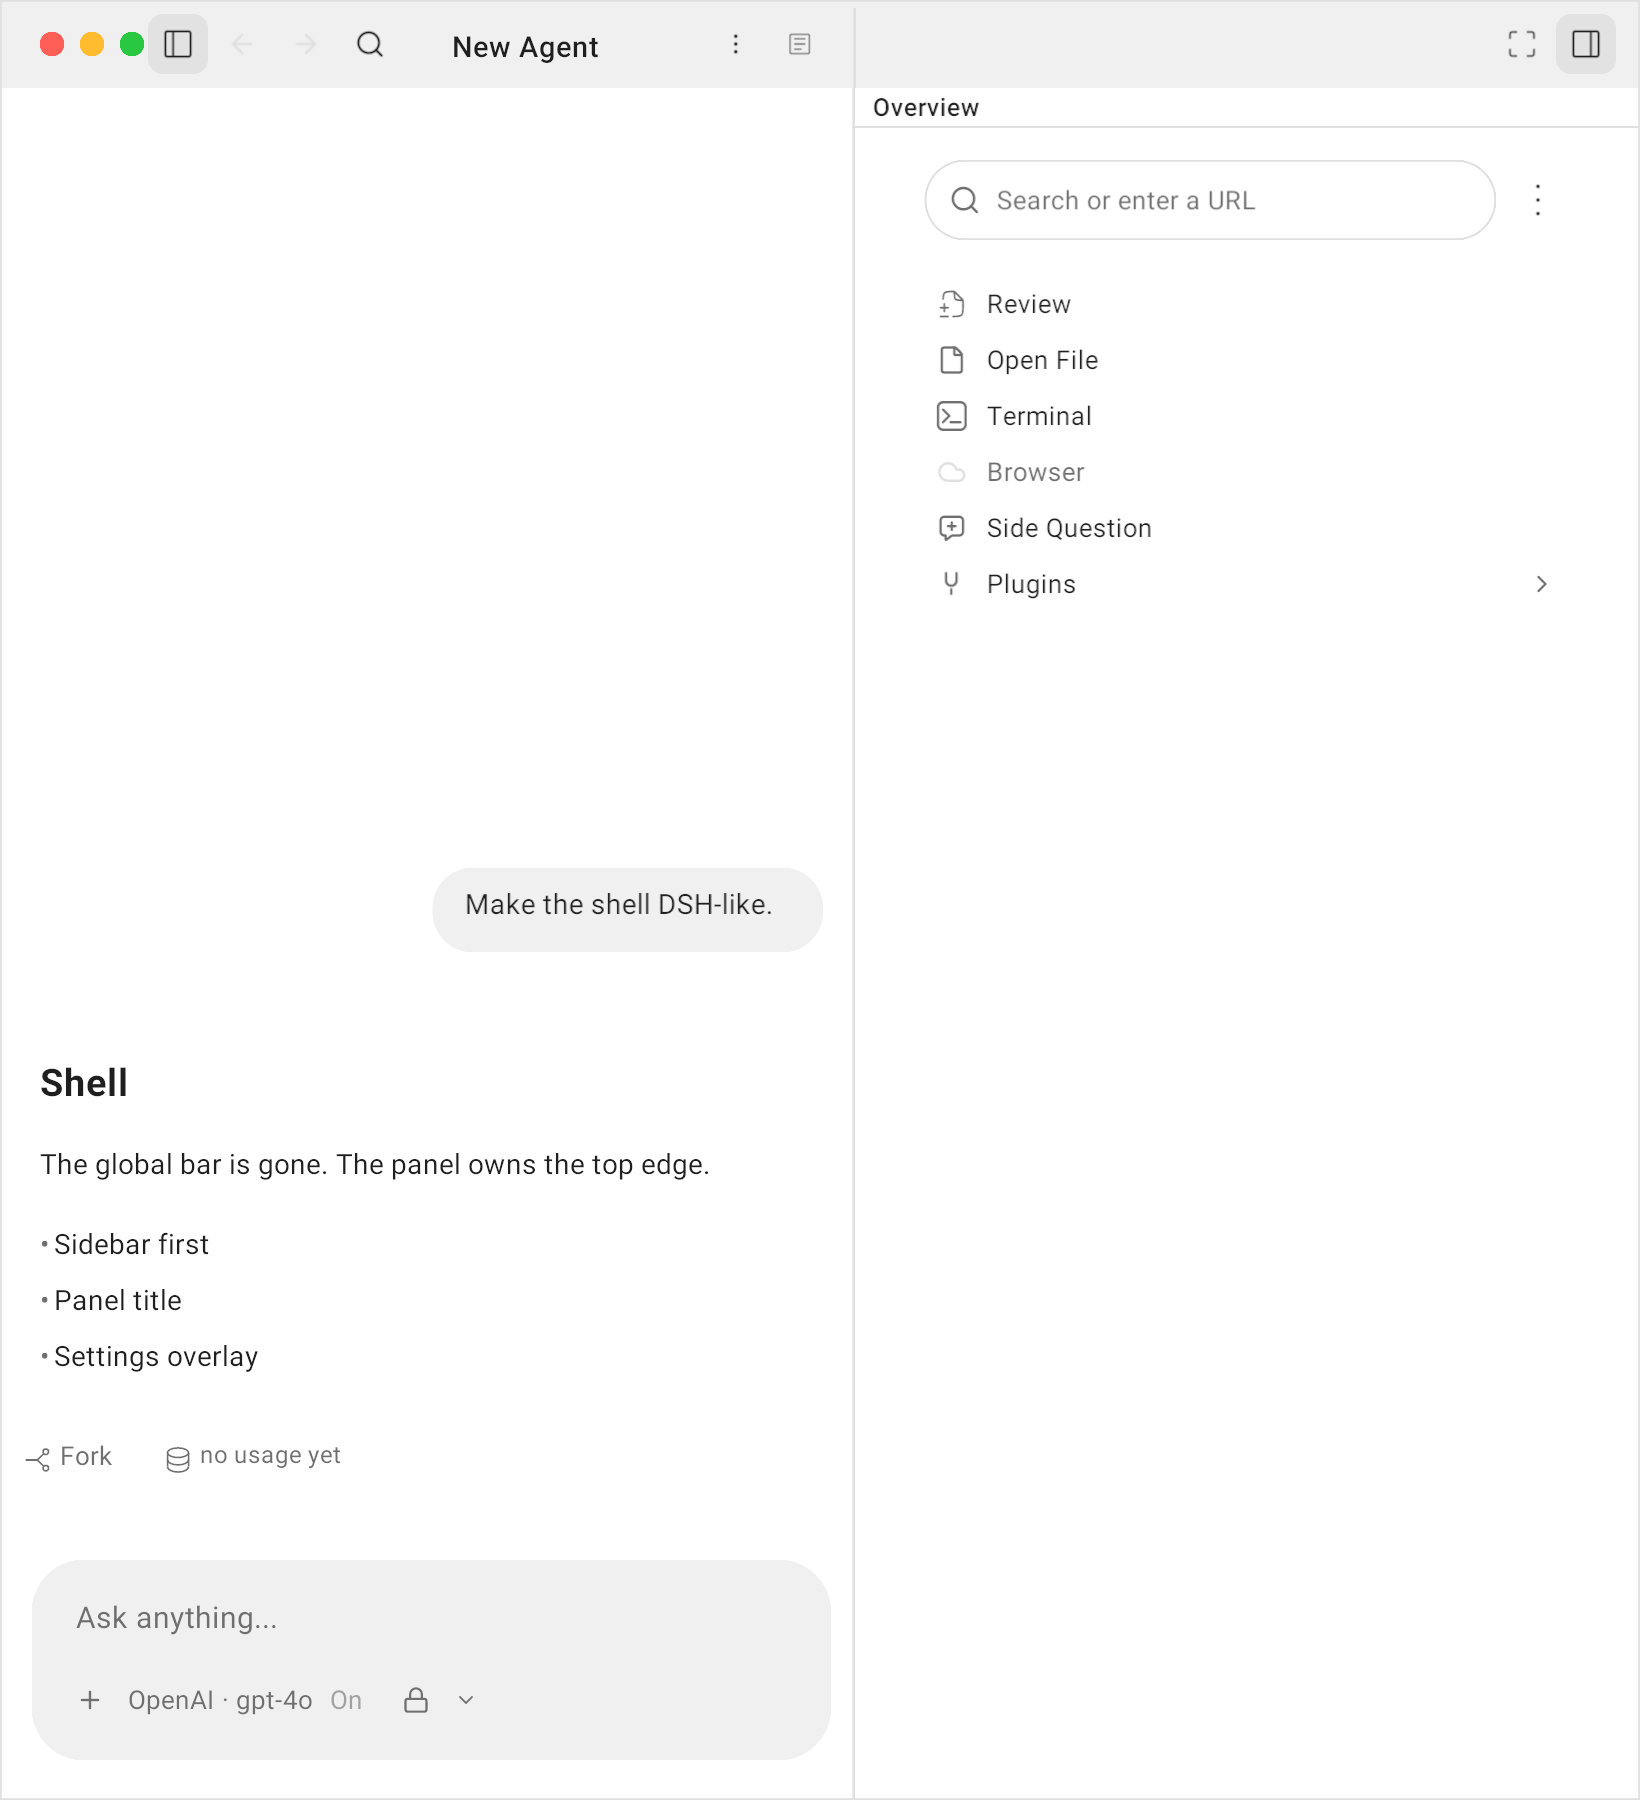 New Agent
Overview
Search or enter a URL
Review
Open File
Terminal
Browser
Side Question
Plugins
Make the shell DSH-like.
Shell
The global bar is gone. The panel owns the top edge.
• Sidebar first
• Panel title
• Settings overlay
Fork
no usage yet
Ask anything...
OpenAI · gpt-4o On